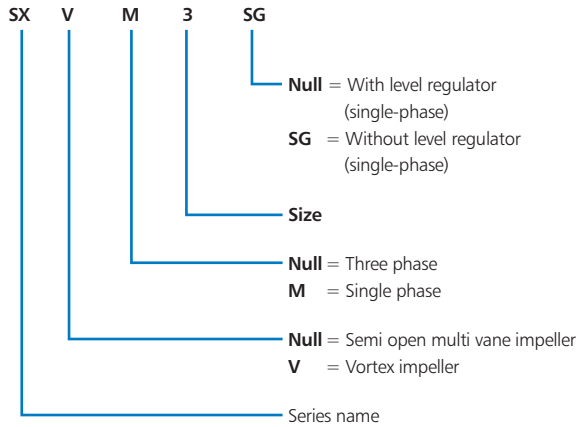 SX V M 3 SG
Null = With level regulator
(single-phase)
SG = Without level regulator
(single-phase)
Size
Null = Three phase
M = Single phase
Null = Semi open multi vane impeller
V = Vortex impeller
Series name